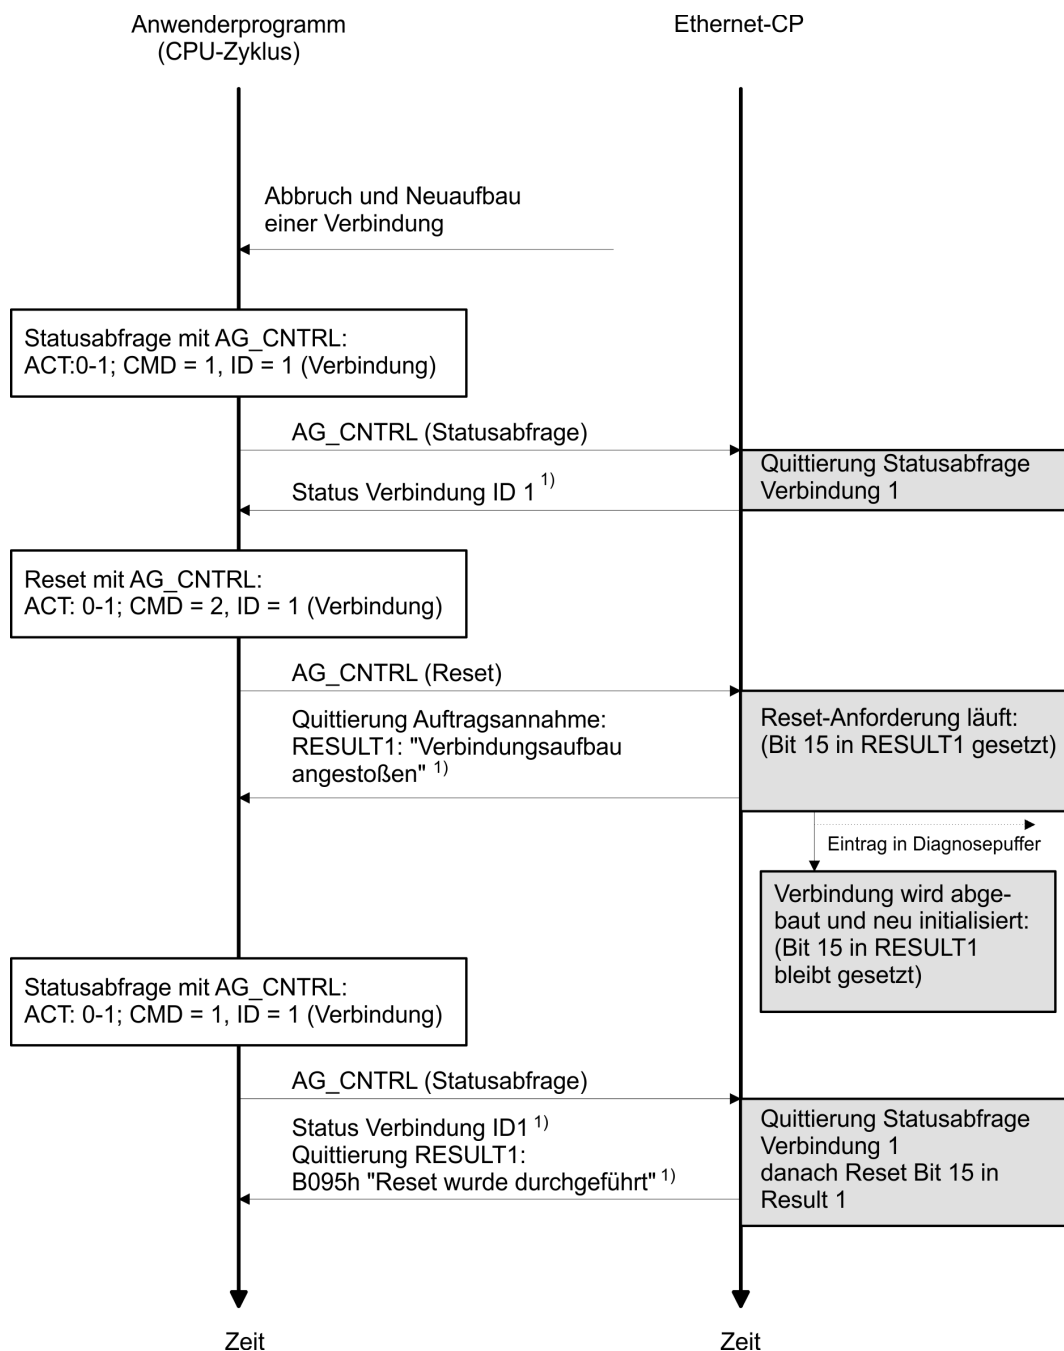 Anwenderprogramm
(CPU-Zyklus)
Ethernet-CP
Abbruch und Neuaufbau
einer Verbindung
Statusabfrage mit AG_CNTRL:
ACT:0-1; CMD = 1, ID = 1 (Verbindung)
AG_CNTRL (Statusabfrage)
Quittierung Statusabfrage
Verbindung 1
Status Verbindung ID 1 1)
Reset mit AG_CNTRL:
ACT: 0-1; CMD = 2, ID = 1 (Verbindung)
AG_CNTRL (Reset)
Quittierung Auftragsannahme:
RESULT1: "Verbindungsaufbau
angestoßen" 1)
Reset-Anforderung läuft:
(Bit 15 in RESULT1 gesetzt)
Eintrag in Diagnosepuffer
Verbindung wird abge-
baut und neu initialisiert:
(Bit 15 in RESULT1
bleibt gesetzt)
Statusabfrage mit AG_CNTRL:
ACT: 0-1; CMD = 1, ID = 1 (Verbindung)
AG_CNTRL (Statusabfrage)
Status Verbindung ID1 1)
Quittierung RESULT1:
B095h "Reset wurde durchgeführt" 1)
Quittierung Statusabfrage
Verbindung 1
danach Reset Bit 15 in
Result 1
Zeit
Zeit